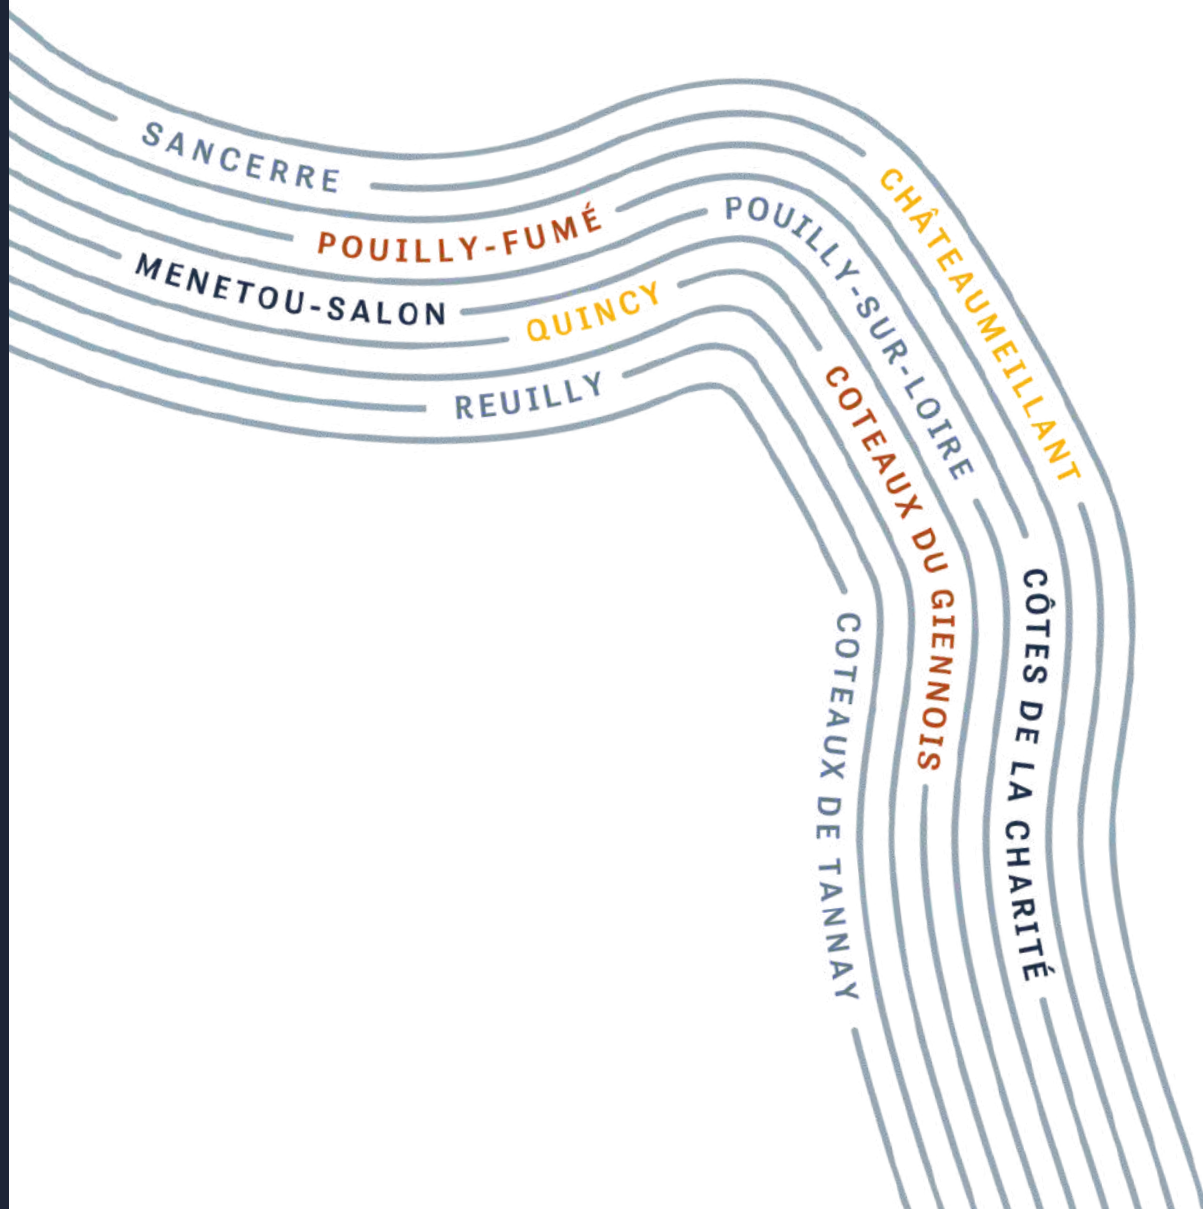 SANCERRE
POUILLY-FUMÉ
MENETOU-SALON
QUINCY
REUILLY
POUILLY-SUR-LOIRE
CHÂTEAUMEILLANT
COTEAUX DU GIENNOIS
CÔTES DE LA CHARITÉ
COTEAUX DE TANNAY